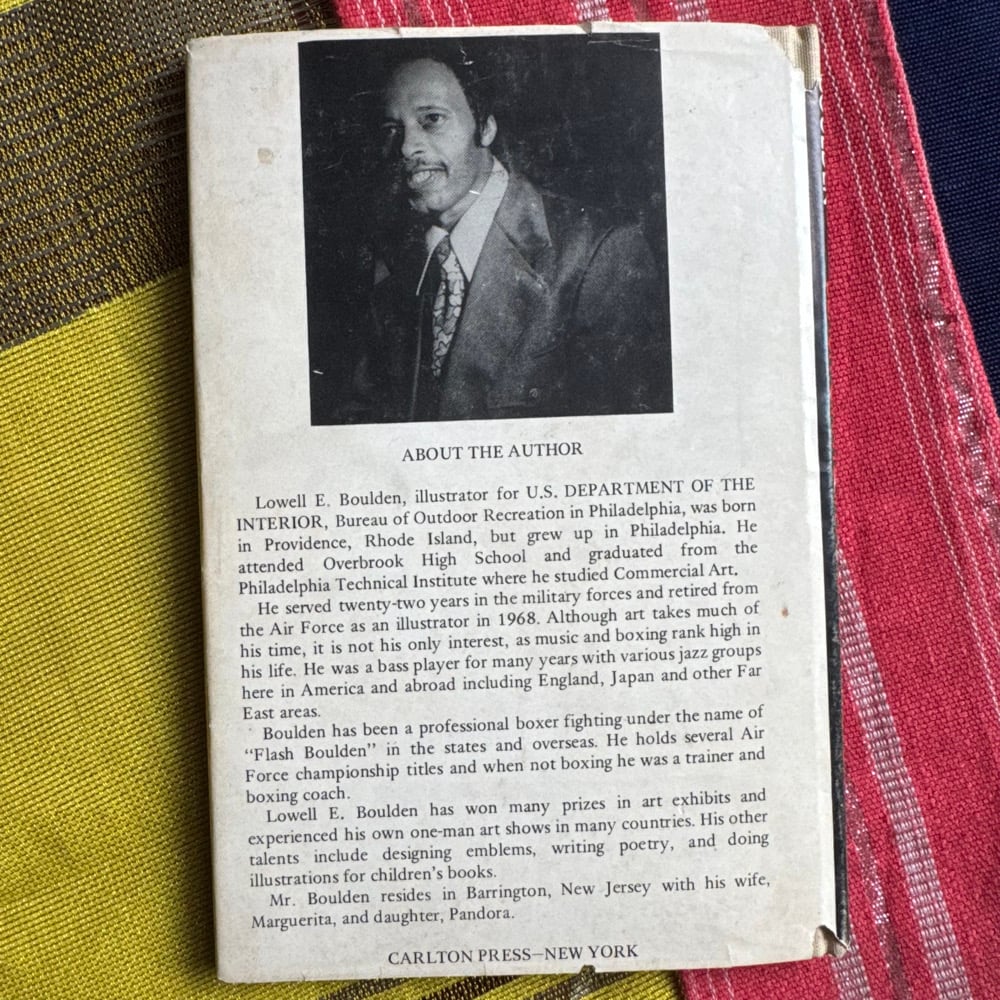 ABOUT THE AUTHOR
Lowell E. Boulden, illustrator for U.S. DEPARTMENT OF THE
INTERIOR, Bureau of Outdoor Recreation in Philadelphia, was born
in Providence, Rhode Island, but grew up in Philadelphia. He
attended Overbrook High School and graduated from the
Philadelphia Technical Institute where he studied Commercial Art.
He served twenty-two years in the military forces and retired from
the Air Force as an illustrator in 1968. Although art takes much of
his time, it is not his only interest, as music and boxing rank high in
his life. He was a bass player for many years with various jazz groups
here in America and abroad including England, Japan and other Far
East areas.
Boulden has been a professional boxer fighting under the name of
“Flash Boulden” in the states and overseas. He holds several Air
Force championship titles and when not boxing he was a trainer and
boxing coach.
Lowell E. Boulden has won many prizes in art exhibits and
experienced his own one-man art shows in many countries. His other
talents include designing emblems, writing poetry, and doing
illustrations for children’s books.
Mr. Boulden resides in Barrington, New Jersey with his wife,
Marguerita, and daughter, Pandora.
CARLTON PRESS—NEW YORK